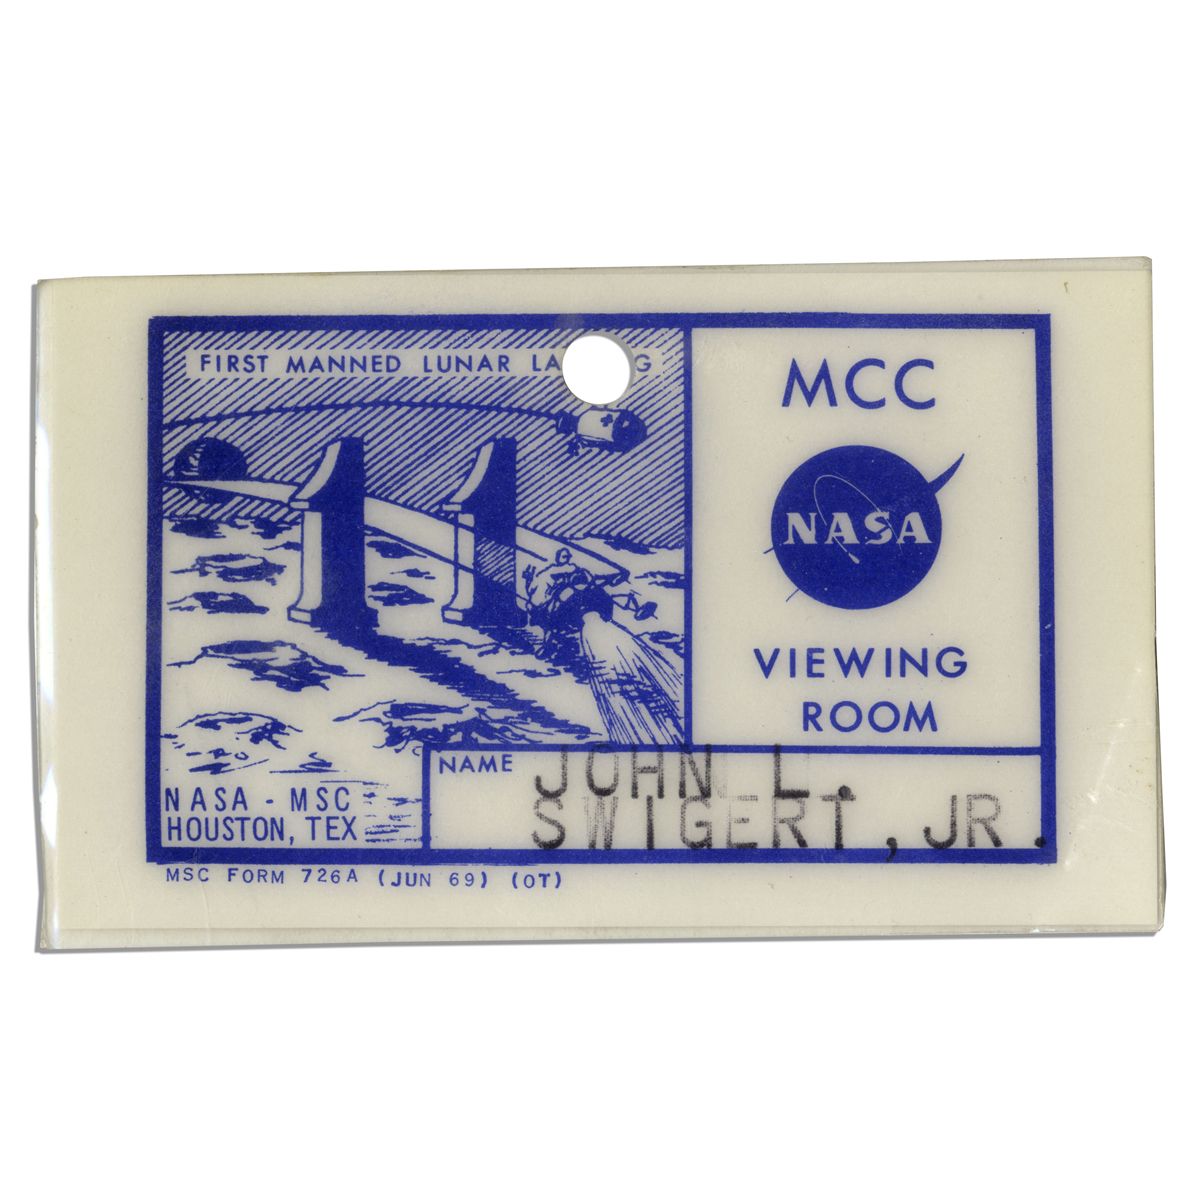 FIRST MANNED LUNAR LA G
MCC
NASA
VIEWING
ROOM
NAME
JOHN L.
SWIGERT, JR.
NASA - MSC
HOUSTON, TEX
MSC FORM 726A (JUN 69) (OT)